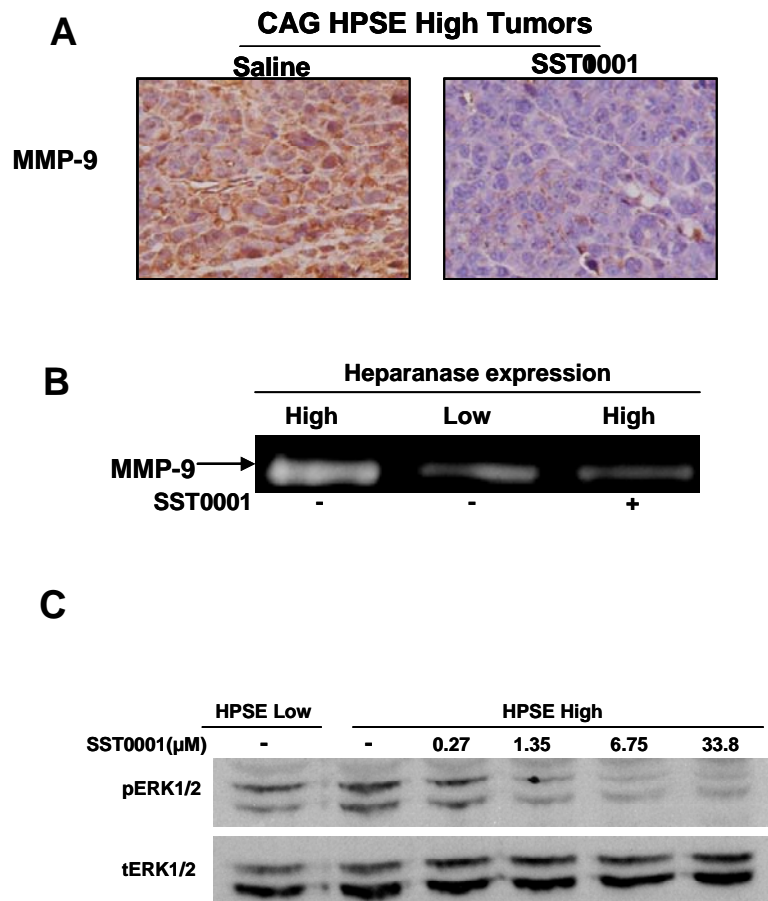 A
CAG HPSE High Tumors
Saline SST0001
MMP-9
B
Heparanase expression
High Low High
MMP-9
SST0001 - - +
C
HPSE Low HPSE High
SST0001(µM) - - 0.27 1.35 6.75 33.8
pERK1/2
tERK1/2